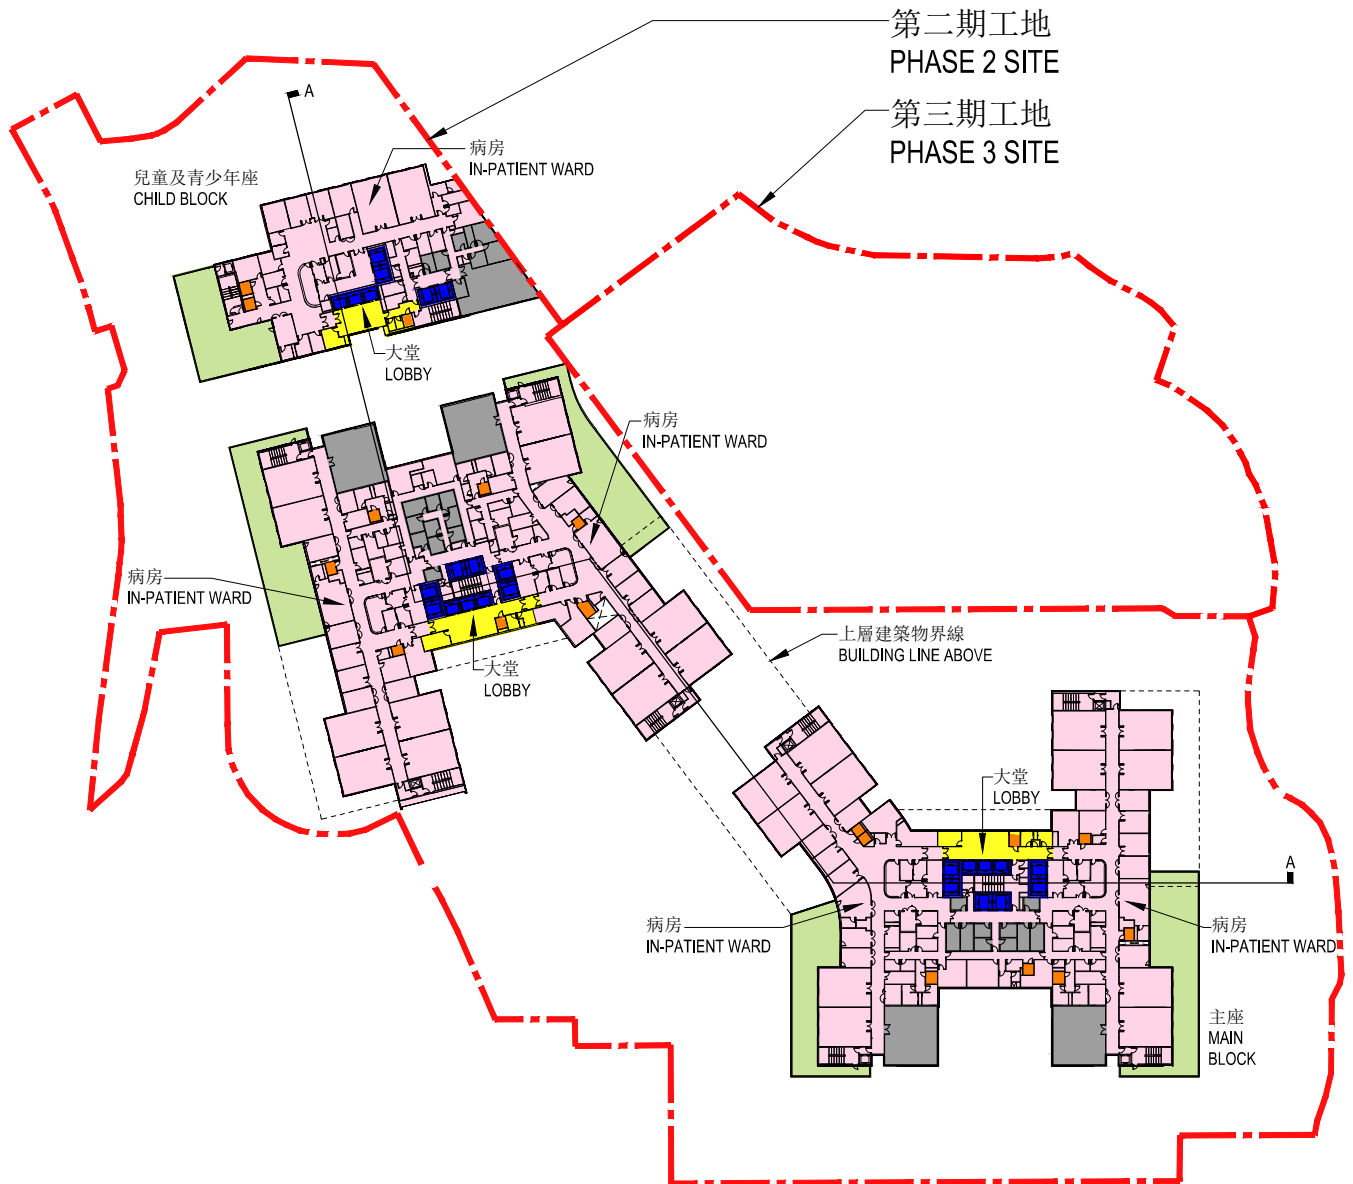 第二期工地
PHASE 2 SITE
第三期工地
PHASE 3 SITE
A
病房
IN-PATIENT WARD
兒童及青少年座
CHILD BLOCK
大堂
LOBBY
病房
IN-PATIENT WARD
病房
IN-PATIENT WARD
上層建築物界線
BUILDING LINE ABOVE
大堂
LOBBY
大堂
LOBBY
A
病房
IN-PATIENT WARD
病房
IN-PATIENT WARD
主座
MAIN
BLOCK